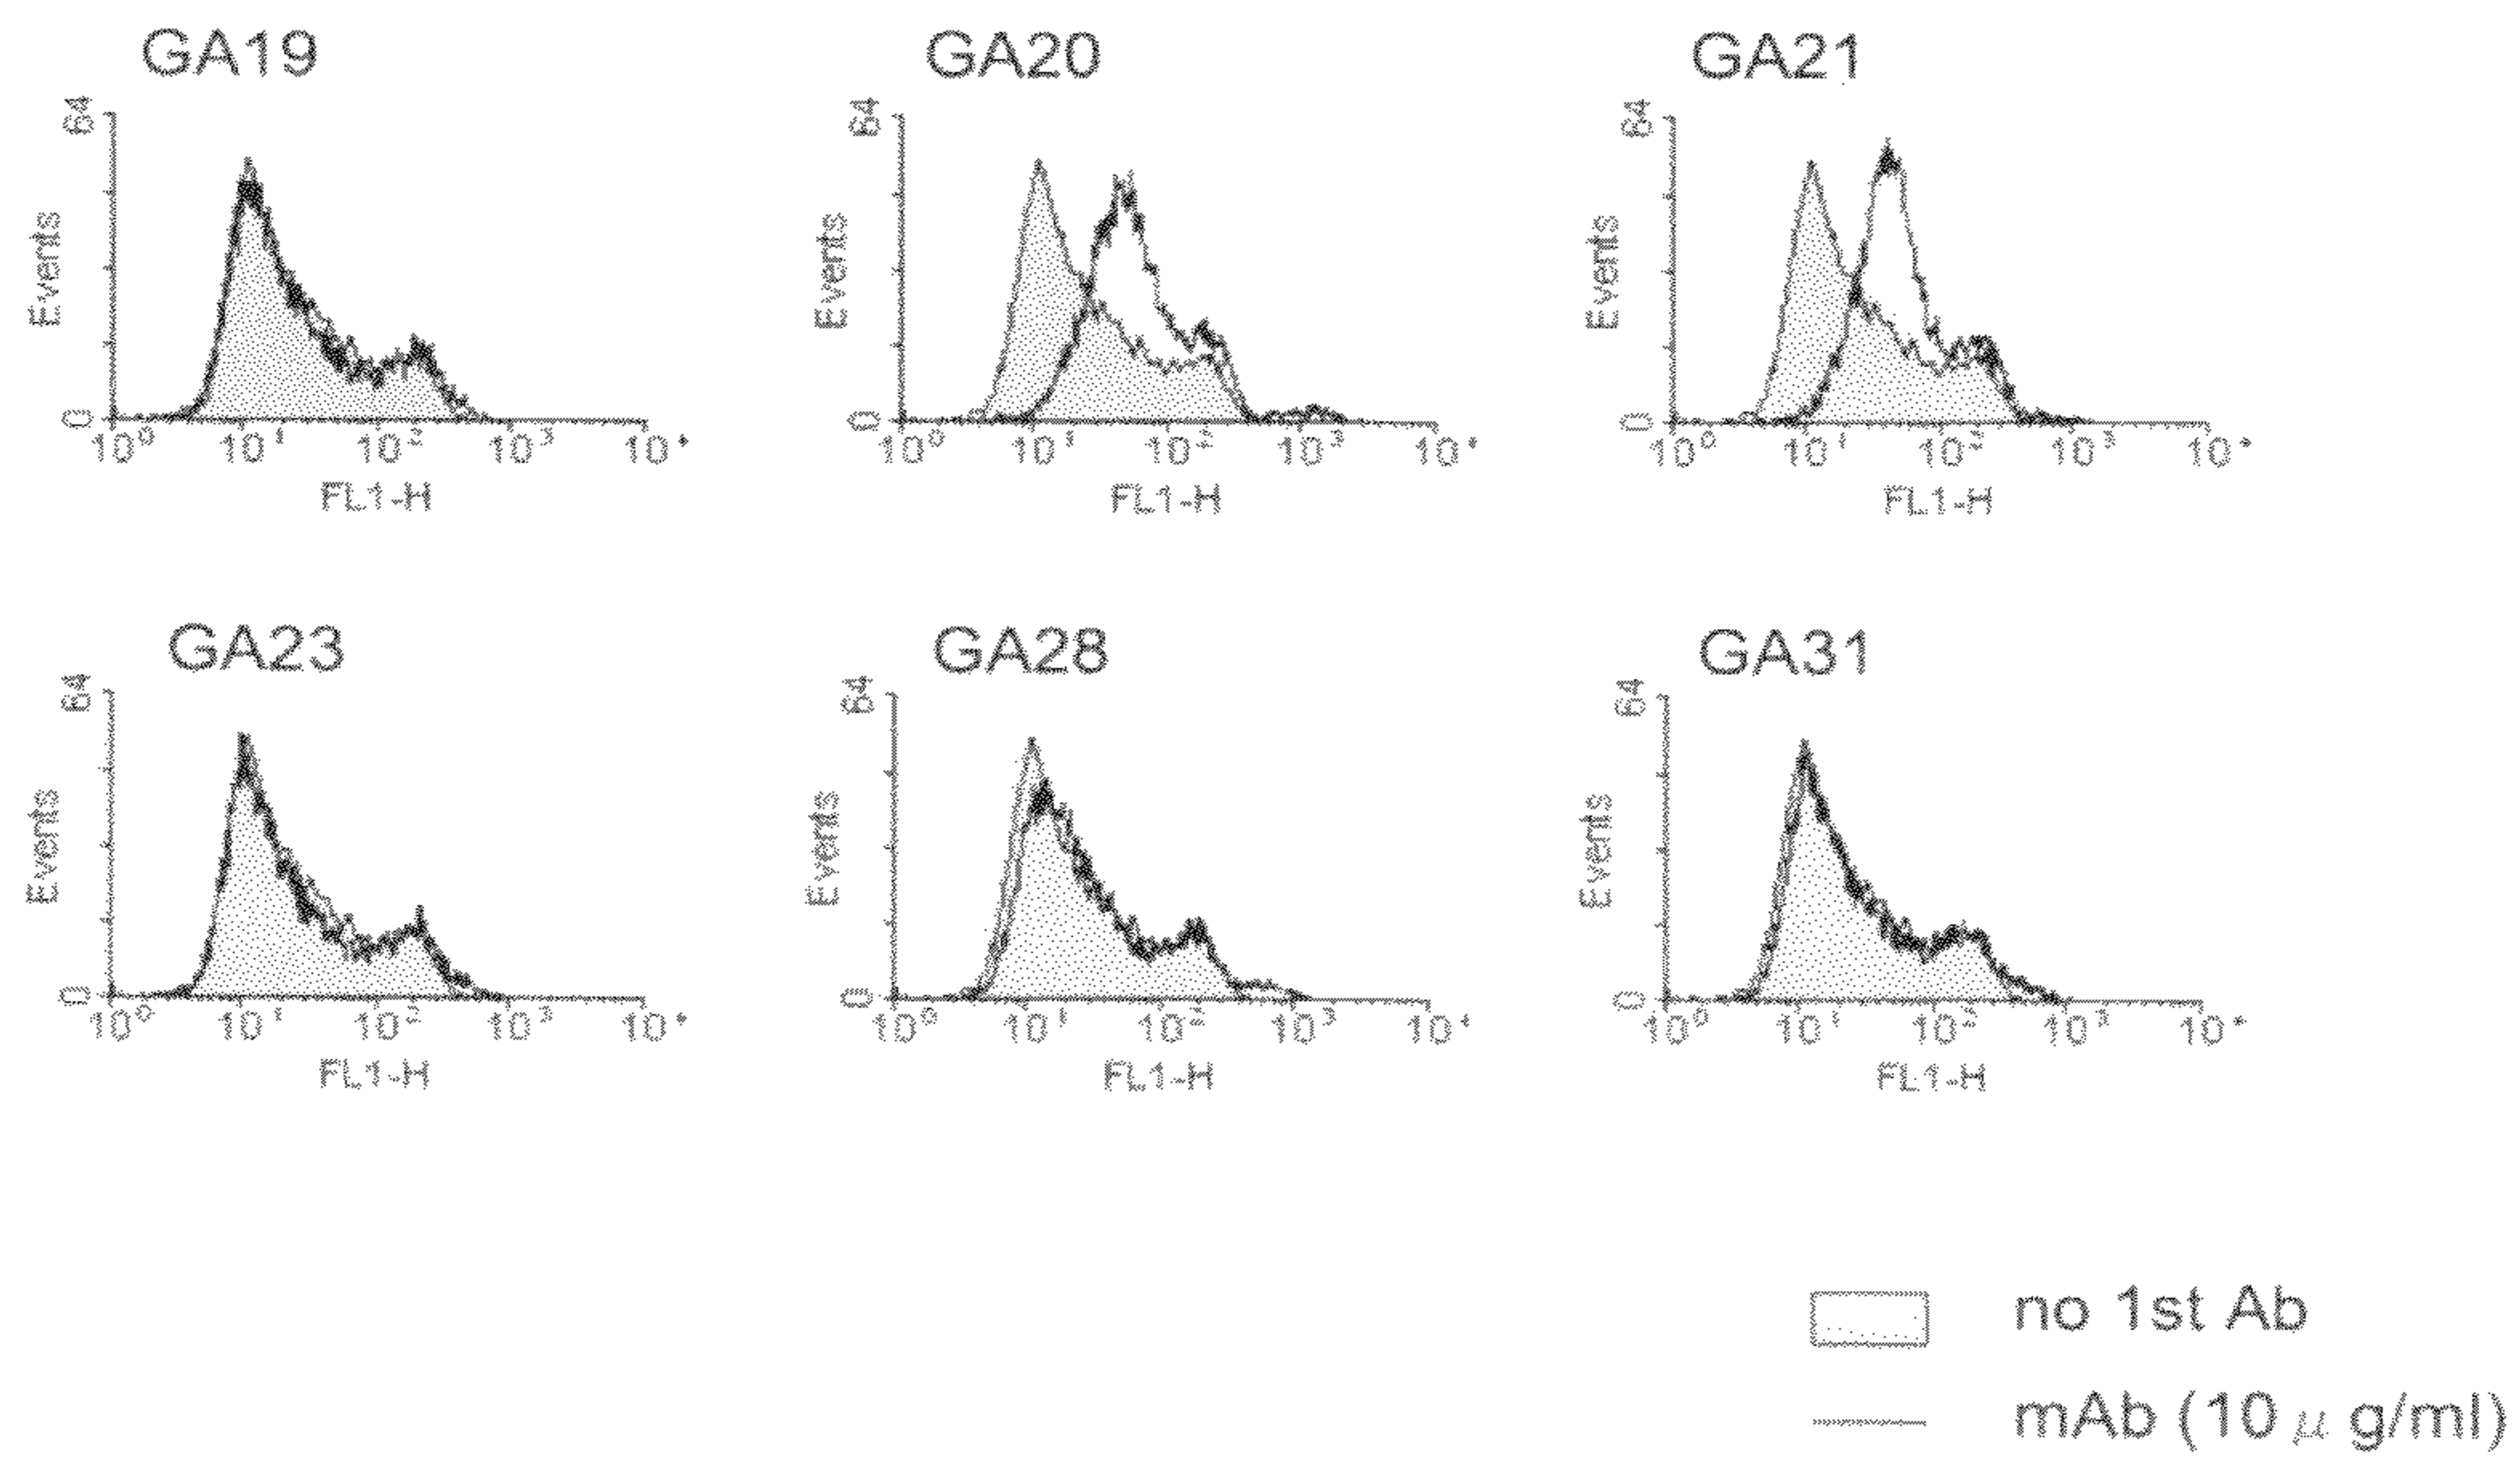 GA19 GA20 GA21
64 64 64
Events Events Events
0 0 0
10⁰ 10¹ 10² 10³ 10⁴ 10⁰ 10¹ 10² 10³ 10⁴ 10⁰ 10¹ 10² 10³ 10⁴
FL1-H FL1-H FL1-H
GA23 GA28 GA31
64 64 64
Events Events Events
0 0 0
10⁰ 10¹ 10² 10³ 10⁴ 10⁰ 10¹ 10² 10³ 10⁴ 10⁰ 10¹ 10² 10³ 10⁴
FL1-H FL1-H FL1-H
no 1st Ab
mAb (10 μ g/ml)